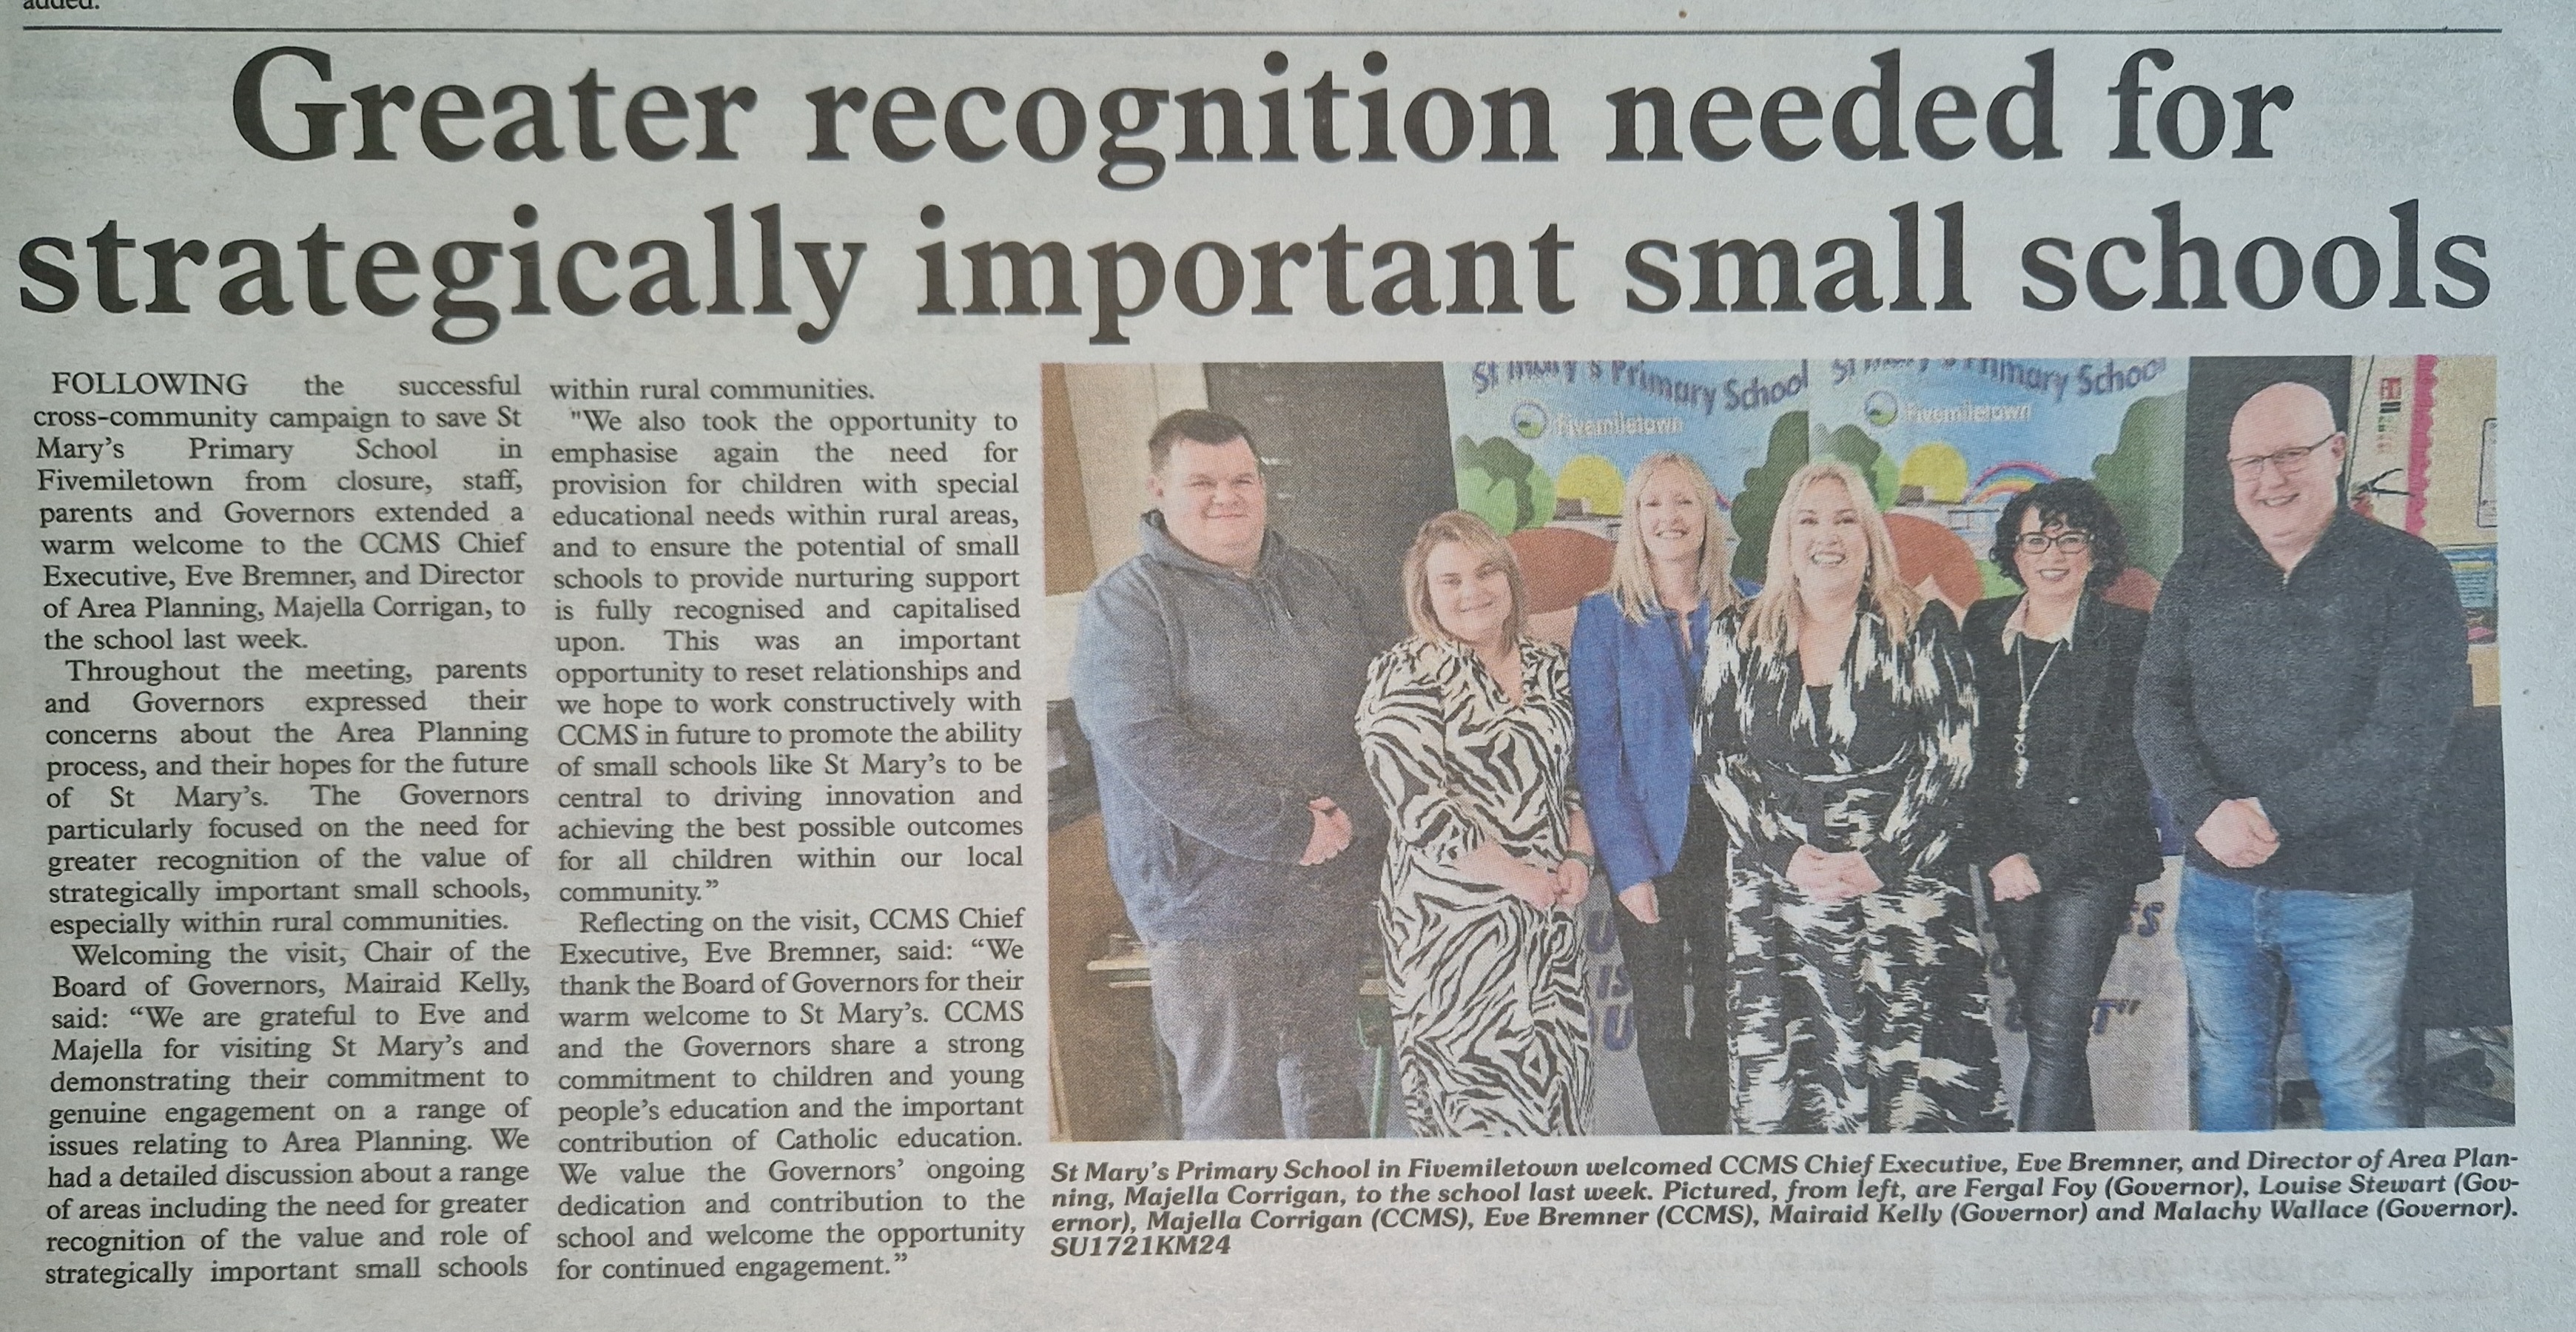 added.
Greater recognition needed for
strategically important small schools
FOLLOWING the successful
cross-community campaign to save St
Mary's Primary School in
Fivemiletown from closure, staff,
parents and Governors extended a
warm welcome to the CCMS Chief
Executive, Eve Bremner, and Director
of Area Planning, Majella Corrigan, to
the school last week.
Throughout the meeting, parents
and Governors expressed their
concerns about the Area Planning
process, and their hopes for the future
of St Mary's. The Governors
particularly focused on the need for
greater recognition of the value of
strategically important small schools,
especially within rural communities.
Welcoming the visit, Chair of the
Board of Governors, Mairaid Kelly,
said: “We are grateful to Eve and
Majella for visiting St Mary's and
demonstrating their commitment to
genuine engagement on a range of
issues relating to Area Planning. We
had a detailed discussion about a range
of areas including the need for greater
recognition of the value and role of
strategically important small schools
within rural communities.
"We also took the opportunity to
emphasise again the need for
provision for children with special
educational needs within rural areas,
and to ensure the potential of small
schools to provide nurturing support
is fully recognised and capitalised
upon. This was an important
opportunity to reset relationships and
we hope to work constructively with
CCMS in future to promote the ability
of small schools like St Mary's to be
central to driving innovation and
achieving the best possible outcomes
for all children within our local
community.”
Reflecting on the visit, CCMS Chief
Executive, Eve Bremner, said: “We
thank the Board of Governors for their
warm welcome to St Mary's. CCMS
and the Governors share a strong
commitment to children and young
people's education and the important
contribution of Catholic education.
We value the Governors' ongoing
dedication and contribution to the
school and welcome the opportunity
for continued engagement.”
St Mary's Primary School
Fivemiletown
St Mary's Primary School
Fivemiletown
St Mary's Primary School in Fivemiletown welcomed CCMS Chief Executive, Eve Bremner, and Director of Area Plan-
ning, Majella Corrigan, to the school last week. Pictured, from left, are Fergal Foy (Governor), Louise Stewart (Gov-
ernor), Majella Corrigan (CCMS), Eve Bremner (CCMS), Mairaid Kelly (Governor) and Malachy Wallace (Governor).
SU1721KM24